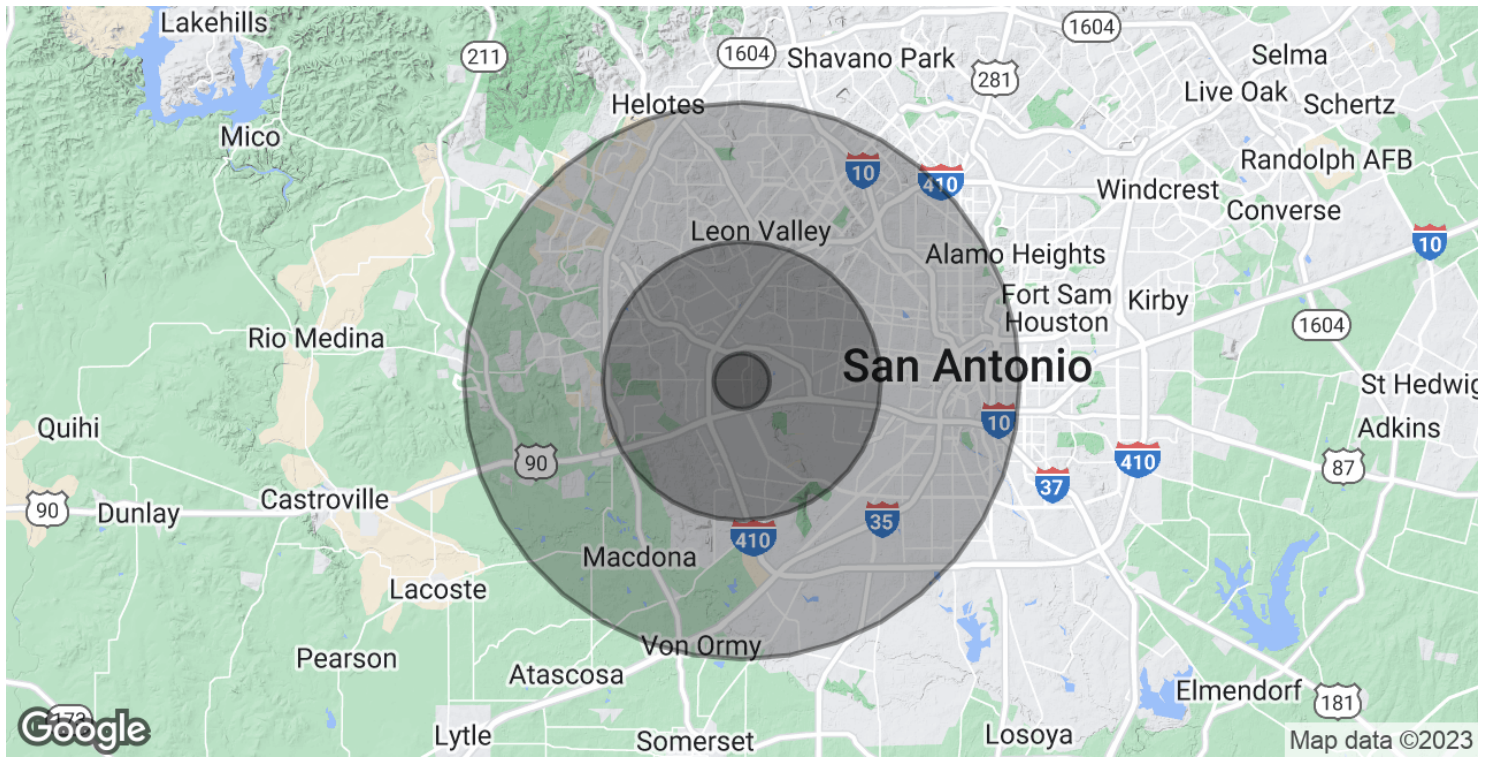 Lakehills
1604
211
1604
Shavano Park
Selma
281
Live Oak
Schertz
Helotes
Mico
Randolph AFB
10
410
Windcrest
Converse
Leon Valley
10
Alamo Heights
Fort Sam
Houston
Kirby
1604
Rio Medina
San Antonio
St Hedwig
Quihi
10
Adkins
90
410
87
37
Castroville
90
Dunlay
35
410
Macdona
Lacoste
Von Ormy
Pearson
Atascosa
Elmendorf
181
173
Google
Lytle
Somerset
Losoya
Map data ©2023